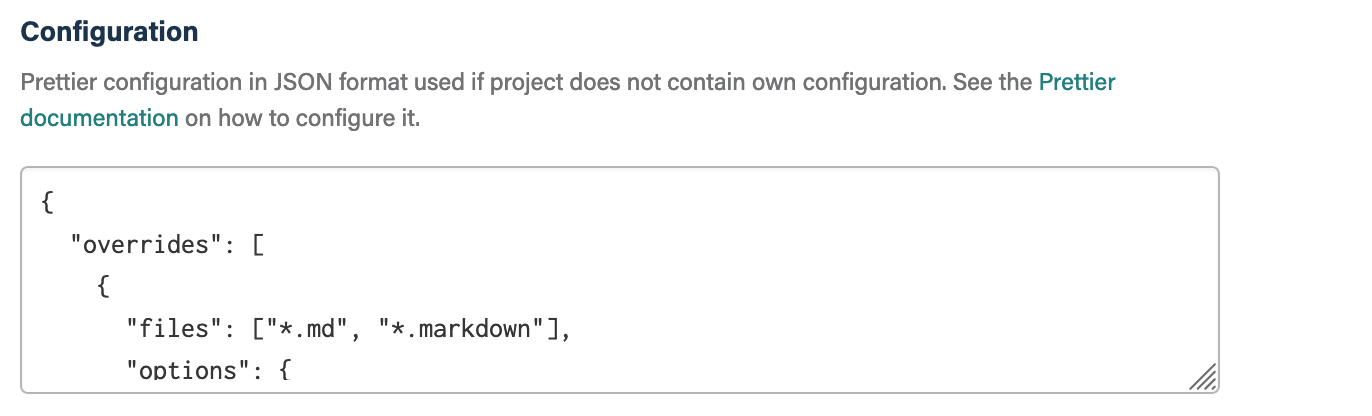 Configuration
Prettier configuration in JSON format used if project does not contain own configuration. See the Prettier
documentation on how to configure it.
{
  "overrides": [
    {
      "files": ["*.md", "*.markdown"],
      "options": {